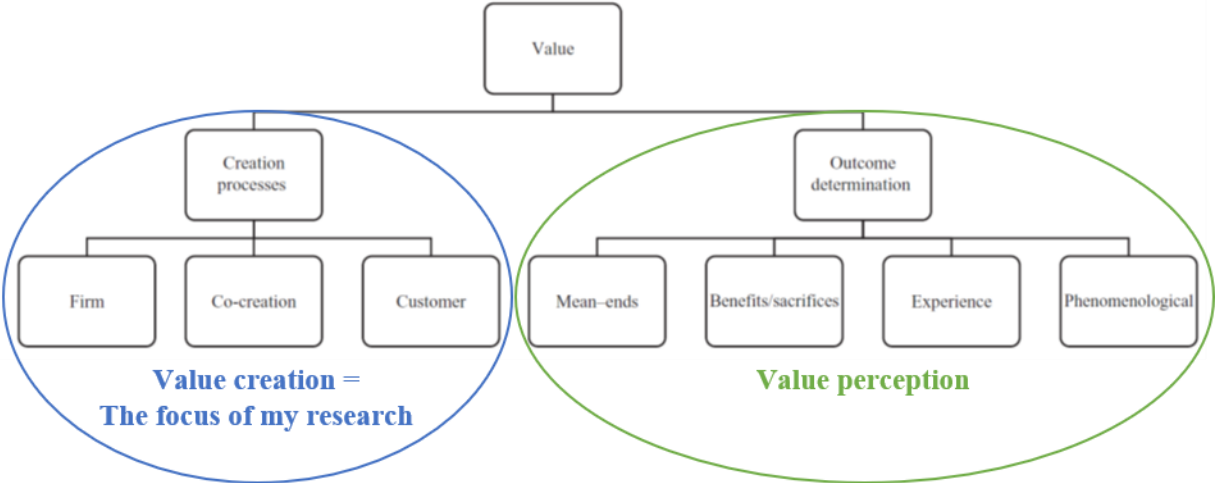 Value
Creation
processes
Outcome
determination
Firm
Co-creation
Customer
Mean–ends
Benefits/sacrifices
Experience
Phenomenological
Value creation =
The focus of my research
Value perception